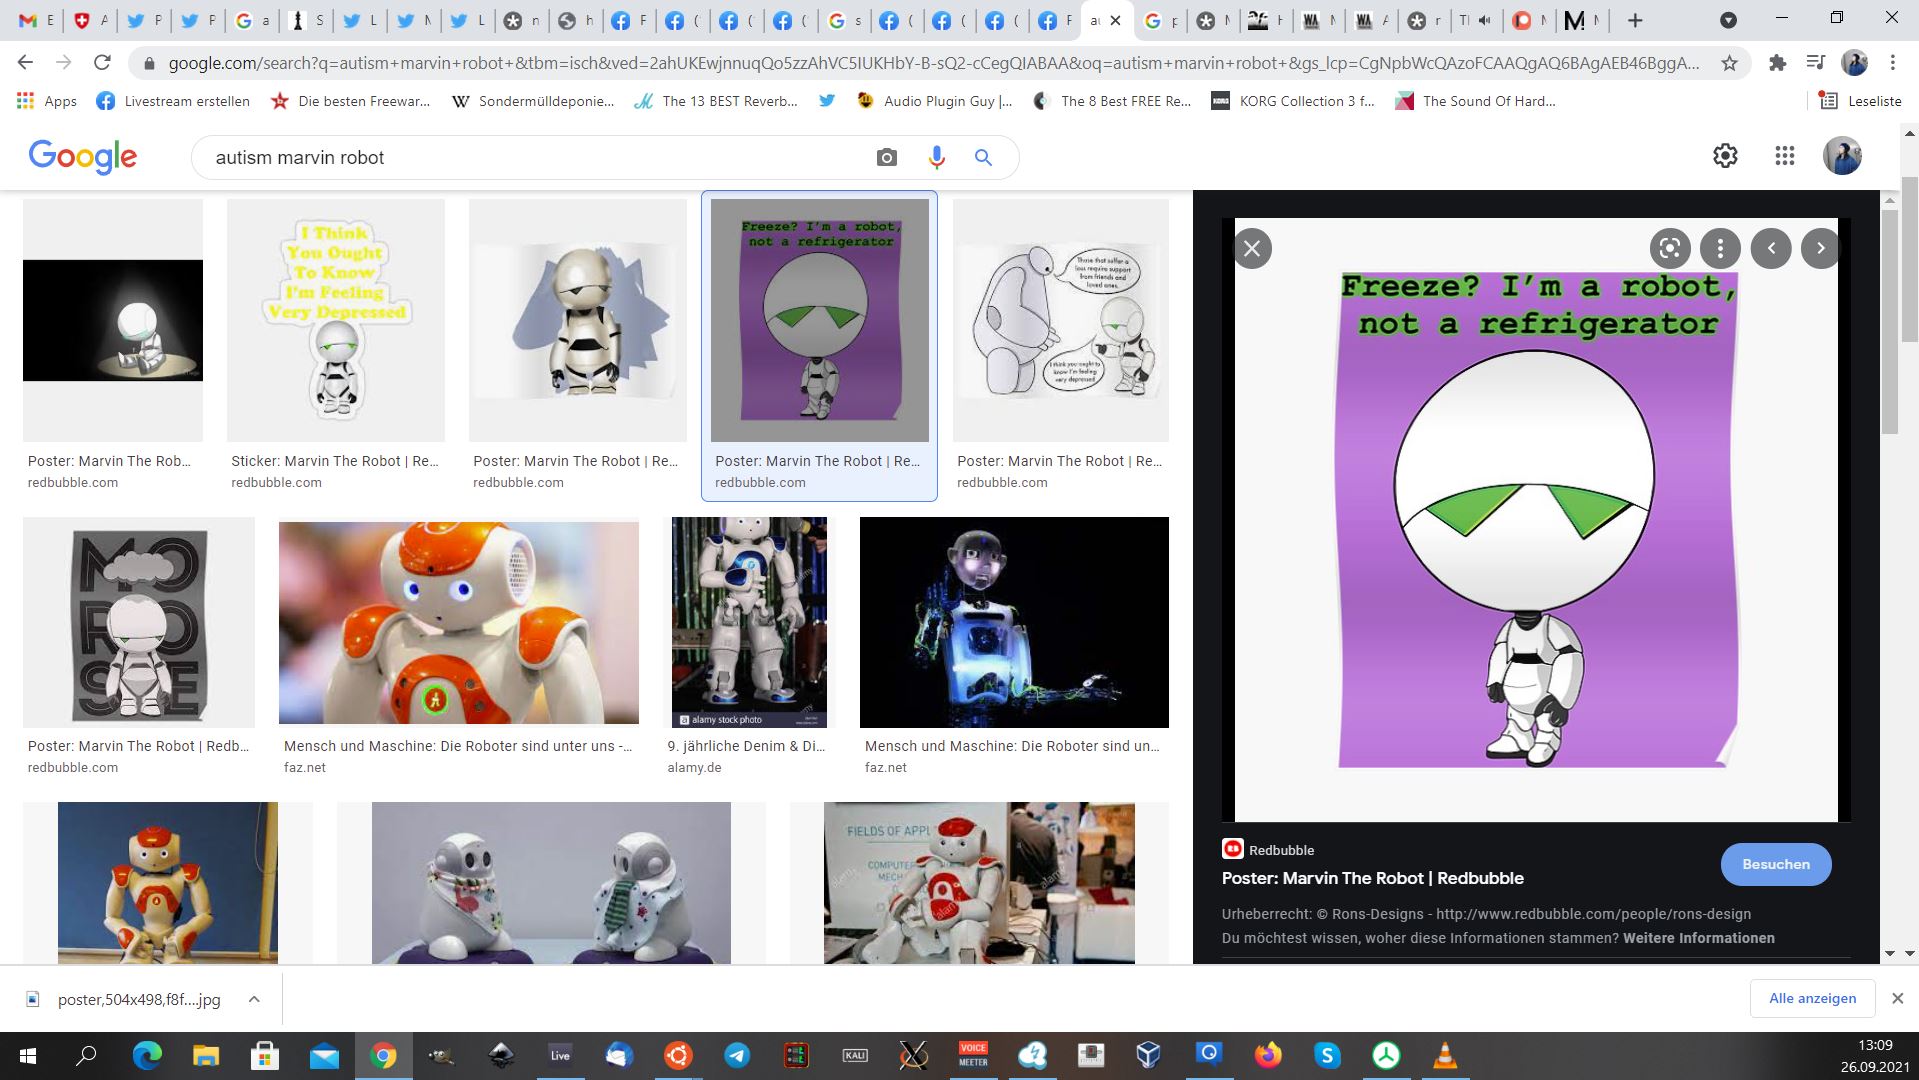 google.com/search?q=autism+marvin+robot+&tbm=isch&ved=2ahUKEwjnnuqQo5zzAhVC5IUKHbY-B-sQ2-cCegQIABAA&oq=autism+marvin+robot+&gs_lcp=CgNpbWcQAzoFCAAQgAQ6BAgAEB46BggA...
Apps
Livestream erstellen
Die besten Freewar...
Sondermülldeponie...
The 13 BEST Reverb...
Audio Plugin Guy |...
The 8 Best FREE Re...
KORG Collection 3 f...
The Sound Of Hard...
Leseliste
Google
autism marvin robot
I Think
You Ought
To Know
I'm Feeling
Very Depressed
Freeze? I'm a robot,
not a refrigerator
Those that suffer a
loss require support
from friends and
loved ones.
I think you ought to
know I'm feeling
very depressed
Poster: Marvin The Rob...
redbubble.com
Sticker: Marvin The Robot | Re...
redbubble.com
Poster: Marvin The Robot | Re...
redbubble.com
Poster: Marvin The Robot | Re...
redbubble.com
Poster: Marvin The Robot | Re...
redbubble.com
MO
RO
SE
alamy stock photo
Poster: Marvin The Robot | Redb...
redbubble.com
Mensch und Maschine: Die Roboter sind unter uns -...
faz.net
9. jährliche Denim & Di...
alamy.de
Mensch und Maschine: Die Roboter sind un...
faz.net
FIELDS OF APPL
COMPUTE
MECH
alamy
Freeze? I'm a robot,
not a refrigerator
Redbubble
Poster: Marvin The Robot | Redbubble
Besuchen
Urheberrecht: © Rons-Designs - http://www.redbubble.com/people/rons-design
Du möchtest wissen, woher diese Informationen stammen? Weitere Informationen
poster,504x498,f8f....jpg
Alle anzeigen
Live
KALI
VOICE
MEETER
13:09
26.09.2021